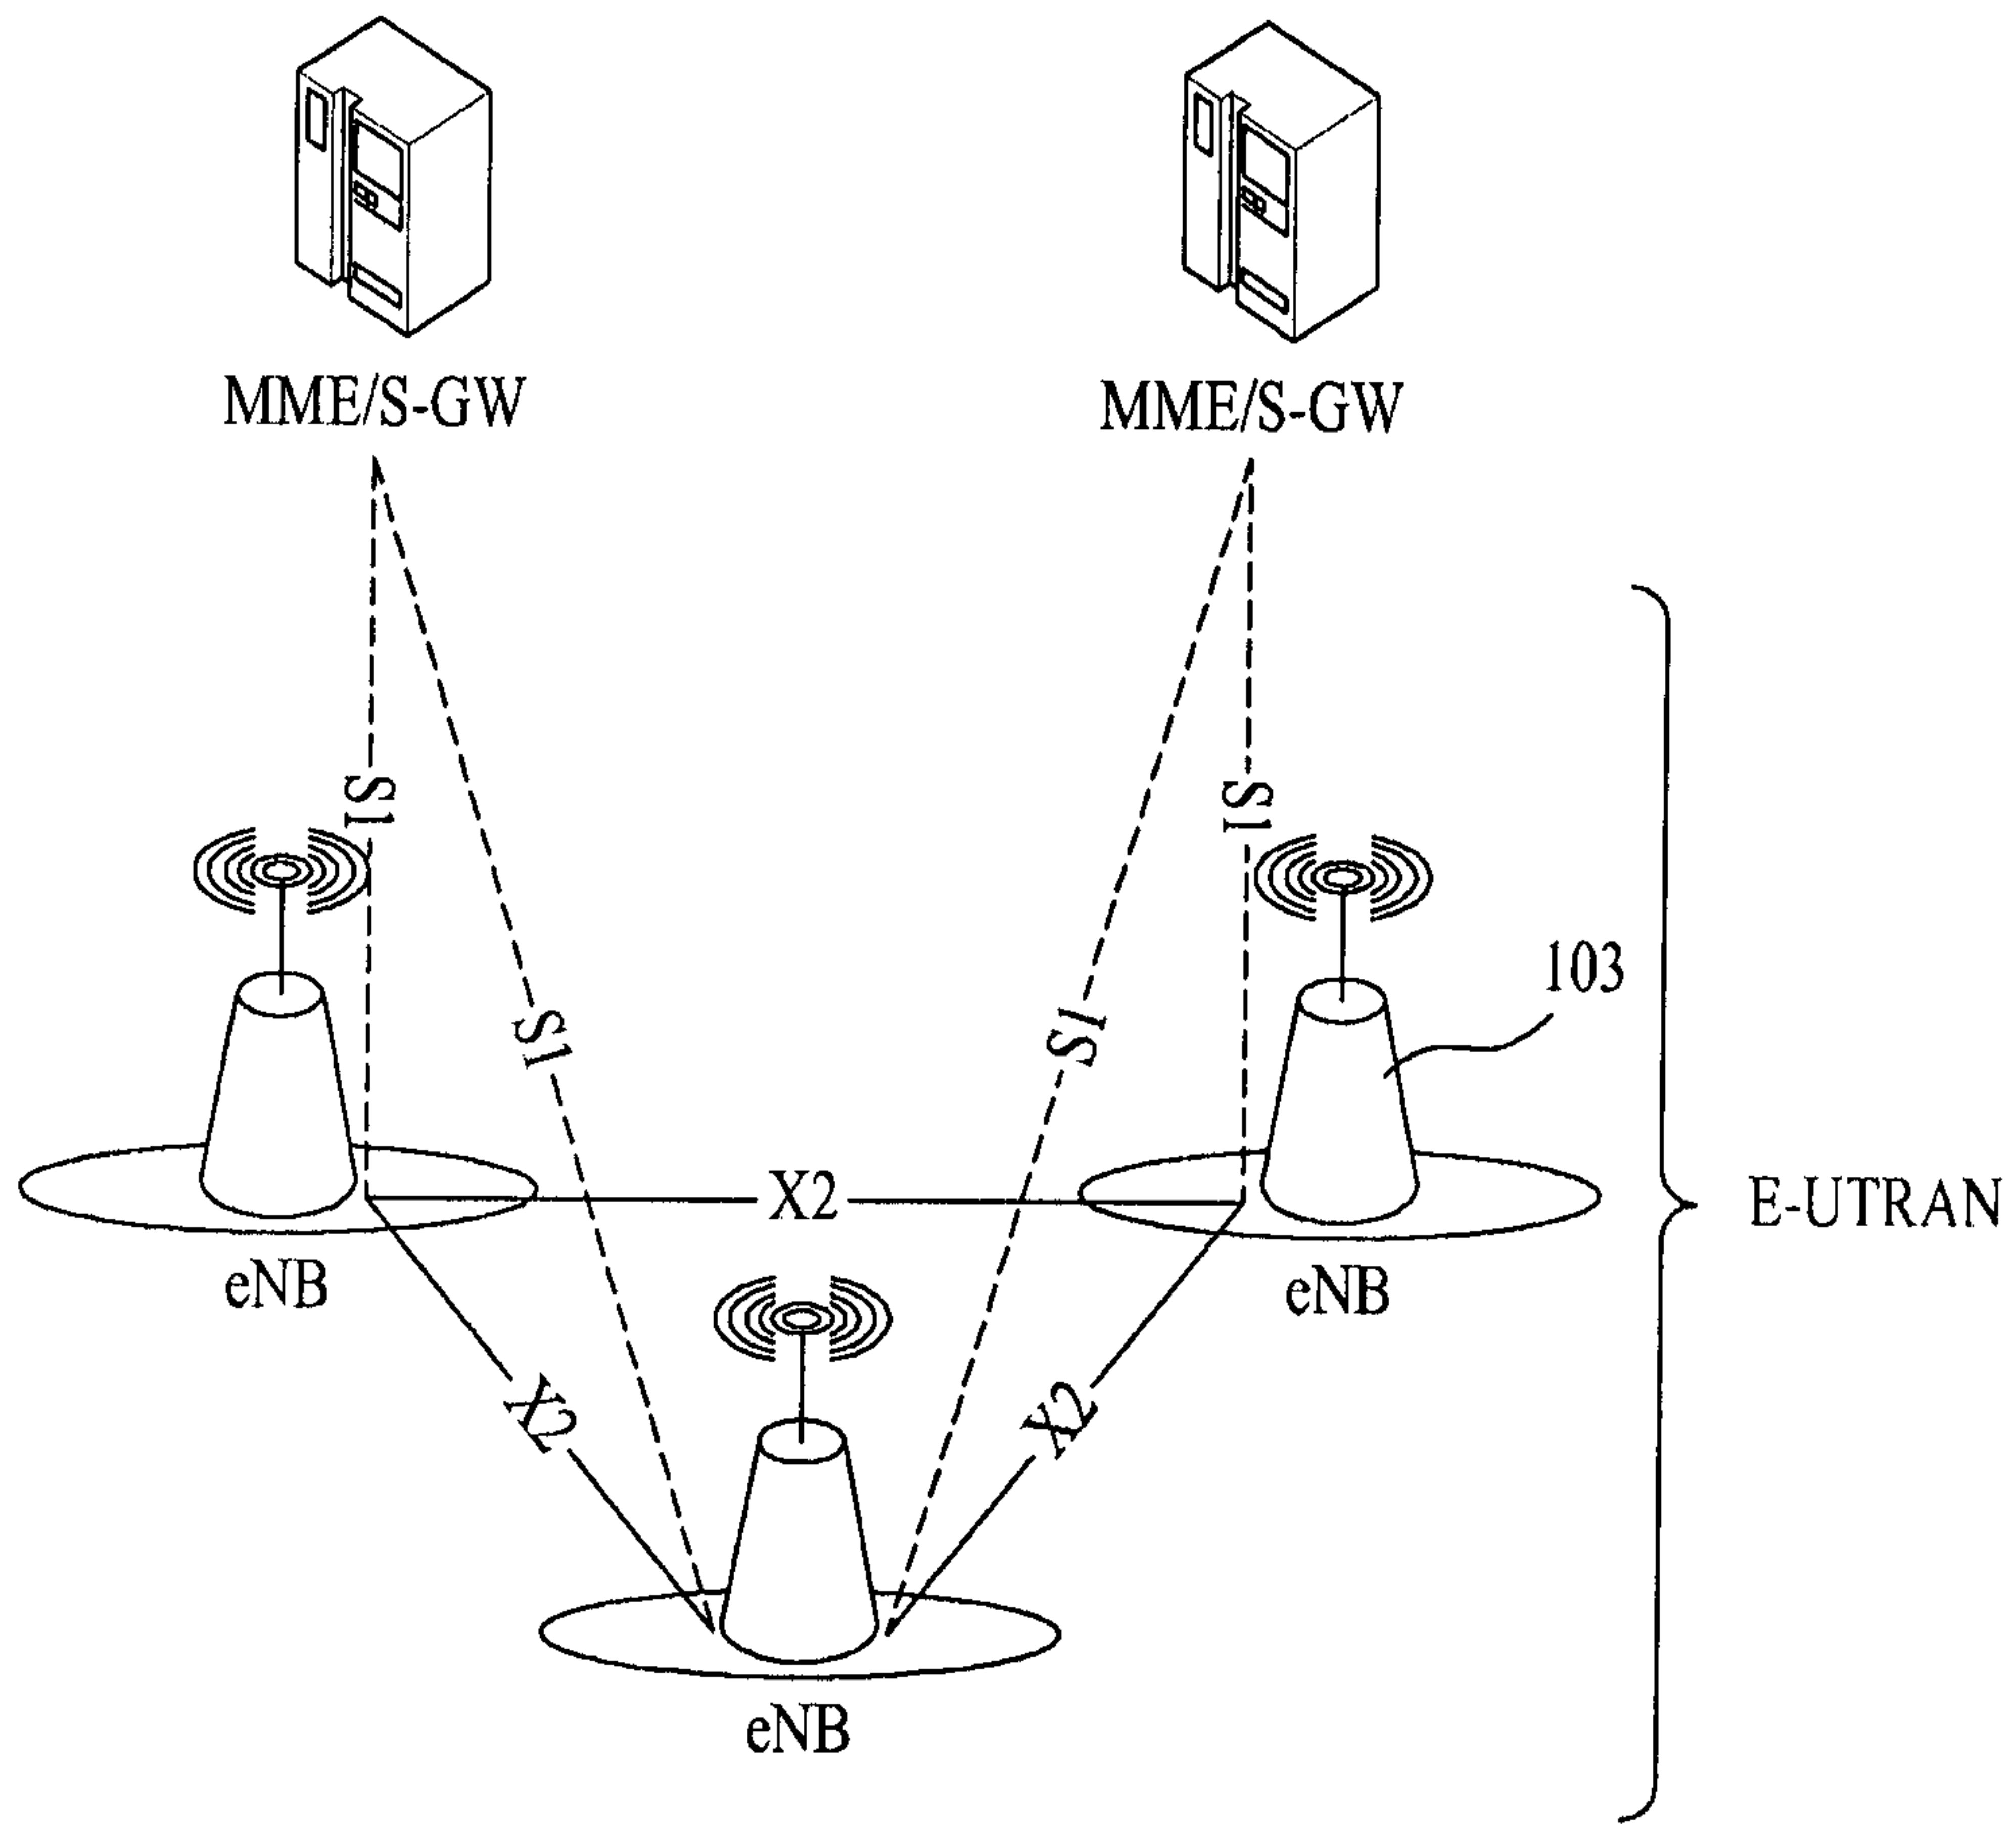 MME/S-GW
MME/S-GW
S1
S1
103
S1
S1
X2
E-UTRAN
eNB
eNB
X2
X2
eNB